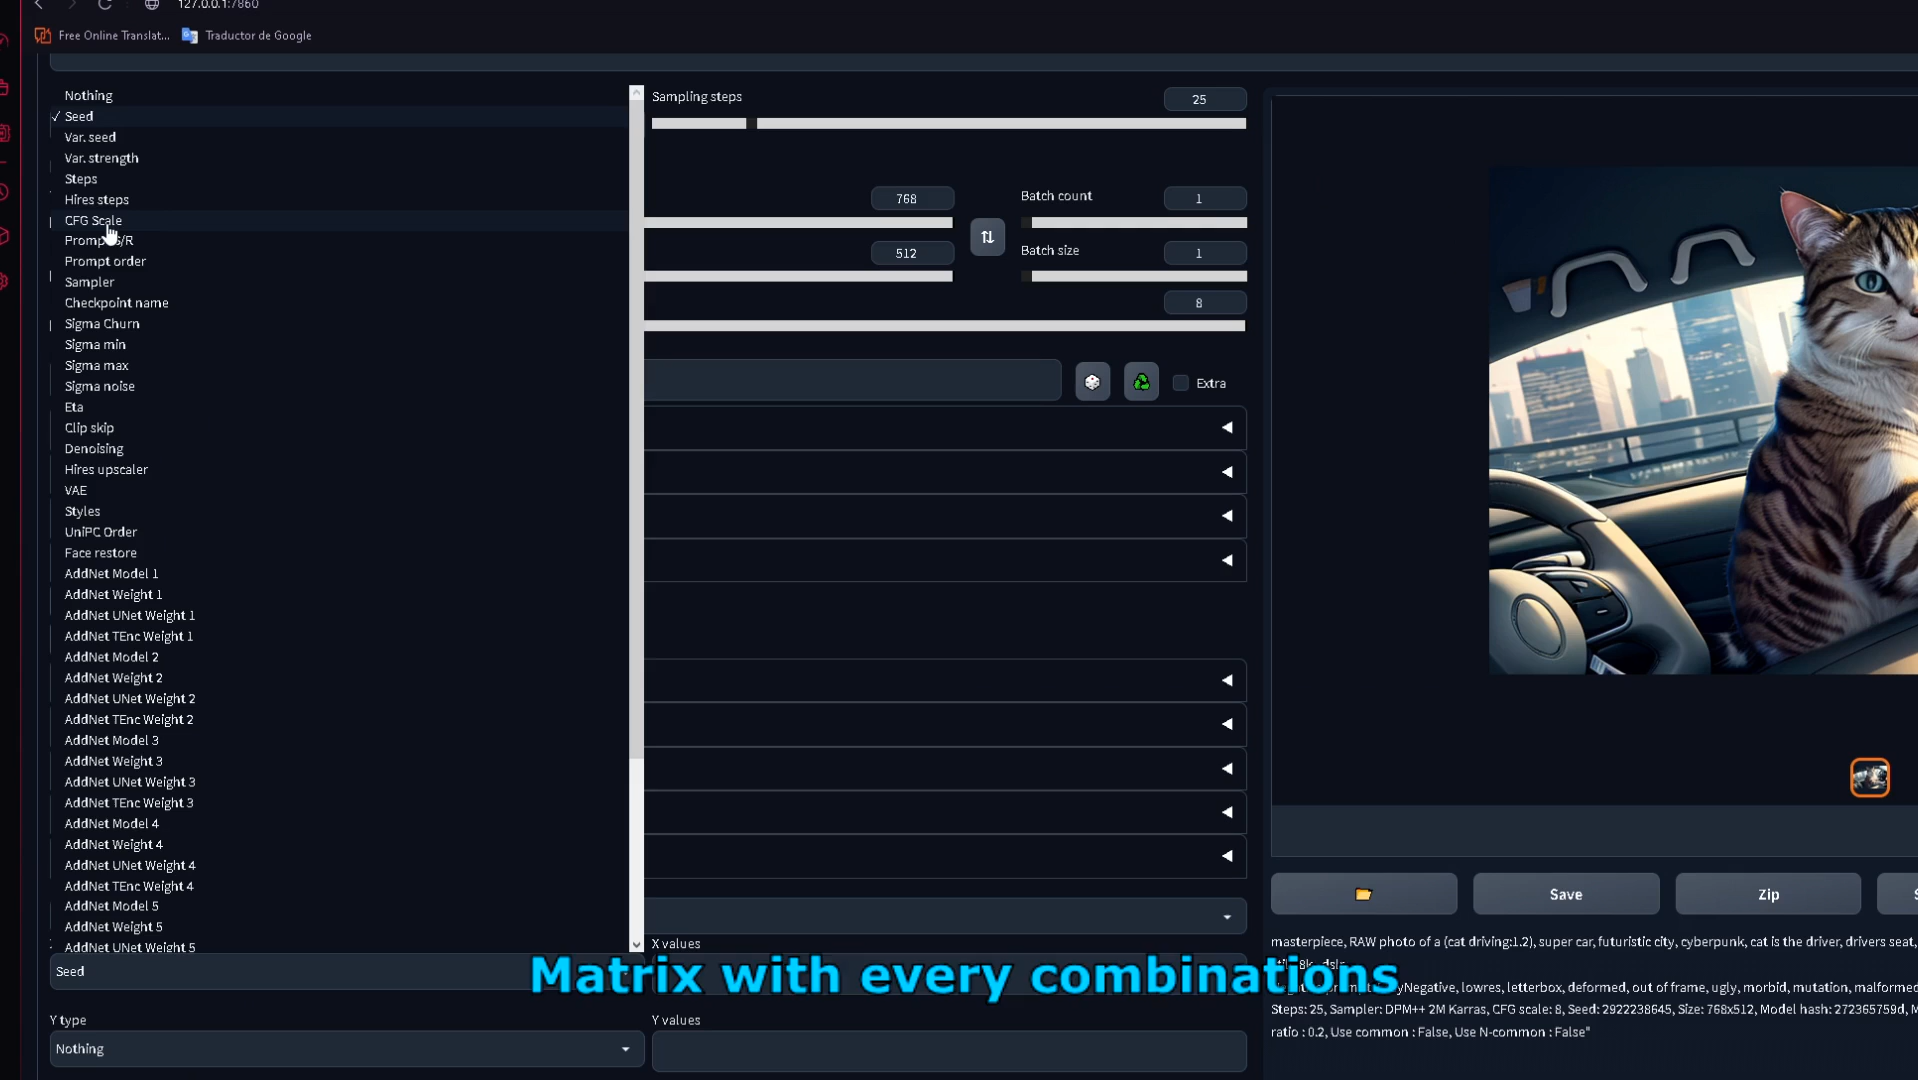 127.0.0.1:7860
Free Online Translat...
Traductor de Google
Nothing
✓ Seed
Var. seed
Var. strength
Steps
Hires steps
CFG Scale
Prompt S/R
Prompt order
Sampler
Checkpoint name
Sigma Churn
Sigma min
Sigma max
Sigma noise
Eta
Clip skip
Denoising
Hires upscaler
VAE
Styles
UniPC Order
Face restore
AddNet Model 1
AddNet Weight 1
AddNet UNet Weight 1
AddNet TEnc Weight 1
AddNet Model 2
AddNet Weight 2
AddNet UNet Weight 2
AddNet TEnc Weight 2
AddNet Model 3
AddNet Weight 3
AddNet UNet Weight 3
AddNet TEnc Weight 3
AddNet Model 4
AddNet Weight 4
AddNet UNet Weight 4
AddNet TEnc Weight 4
AddNet Model 5
AddNet Weight 5
AddNet UNet Weight 5
Seed
Y type
Nothing
Sampling steps
25
768
Batch count
1
512
Batch size
1
8
Extra
X values
Matrix with every combinations
Y values
Save
Zip
masterpiece, RAW photo of a (cat driving:1.2), super car, futuristic city, cyberpunk, cat is the driver, drivers seat,
8k, dslr
Negative, lowres, letterbox, deformed, out of frame, ugly, morbid, mutation, malformed
Steps: 25, Sampler: DPM++ 2M Karras, CFG scale: 8, Seed: 2922238645, Size: 768x512, Model hash: 272365759d, M
ratio : 0.2, Use common : False, Use N-common : False"